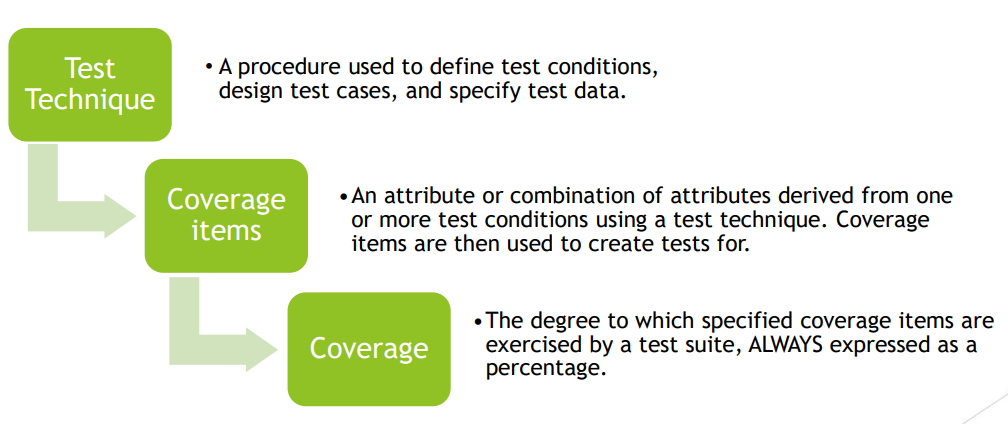 Test
Technique
• A procedure used to define test conditions,
design test cases, and specify test data.
Coverage
items
• An attribute or combination of attributes derived from one
or more test conditions using a test technique. Coverage
items are then used to create tests for.
Coverage
• The degree to which specified coverage items are
exercised by a test suite, ALWAYS expressed as a
percentage.